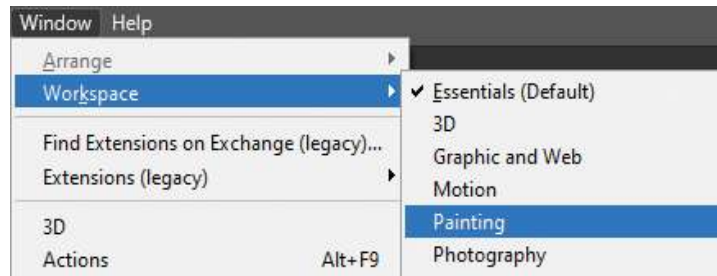 Window Help
Arrange
Workspace
Find Extensions on Exchange (legacy)...
Extensions (legacy)
3D
Actions Alt+F9
✔ Essentials (Default)
3D
Graphic and Web
Motion
Painting
Photography